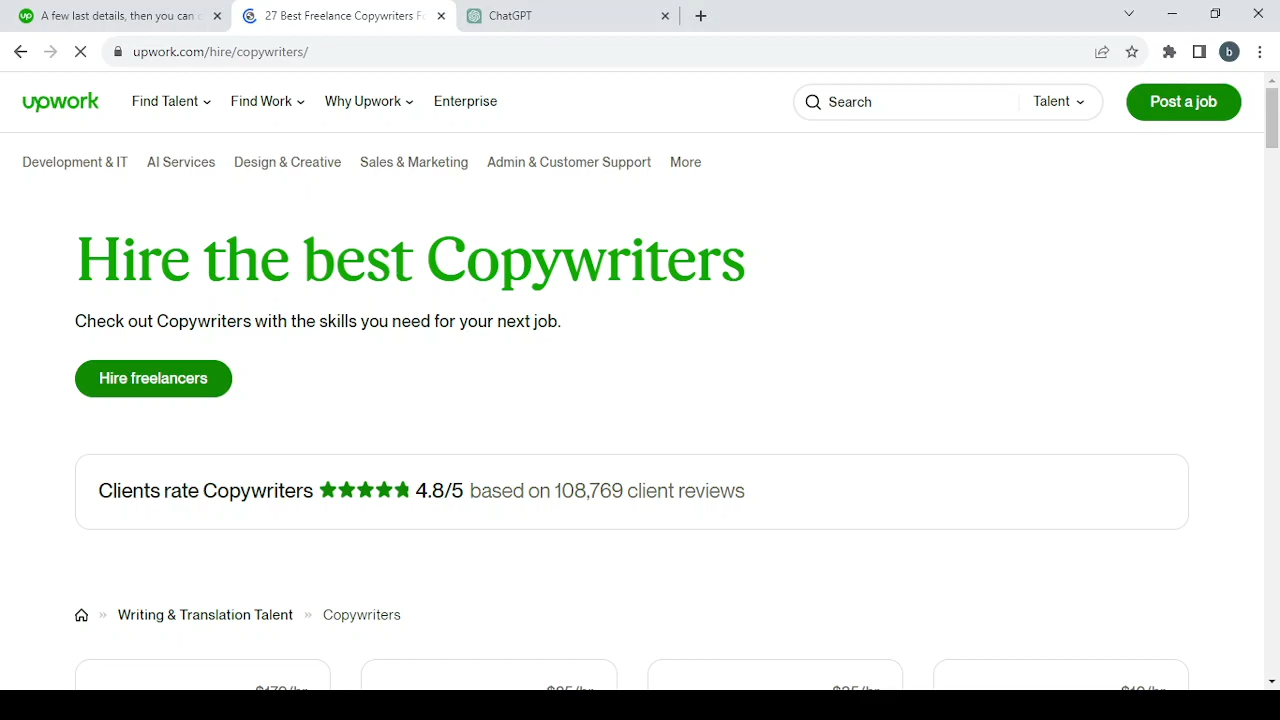 A few last details, then you can
27 Best Freelance Copywriters Fo
ChatGPT
upwork.com/hire/copywriters/
b
upwork
Find Talent
Find Work
Why Upwork
Enterprise
Search
Talent
Post a job
Development & IT
AI Services
Design & Creative
Sales & Marketing
Admin & Customer Support
More
Hire the best Copywriters
Check out Copywriters with the skills you need for your next job.
Hire freelancers
Clients rate Copywriters 4.8/5 based on 108,769 client reviews
Writing & Translation Talent » Copywriters